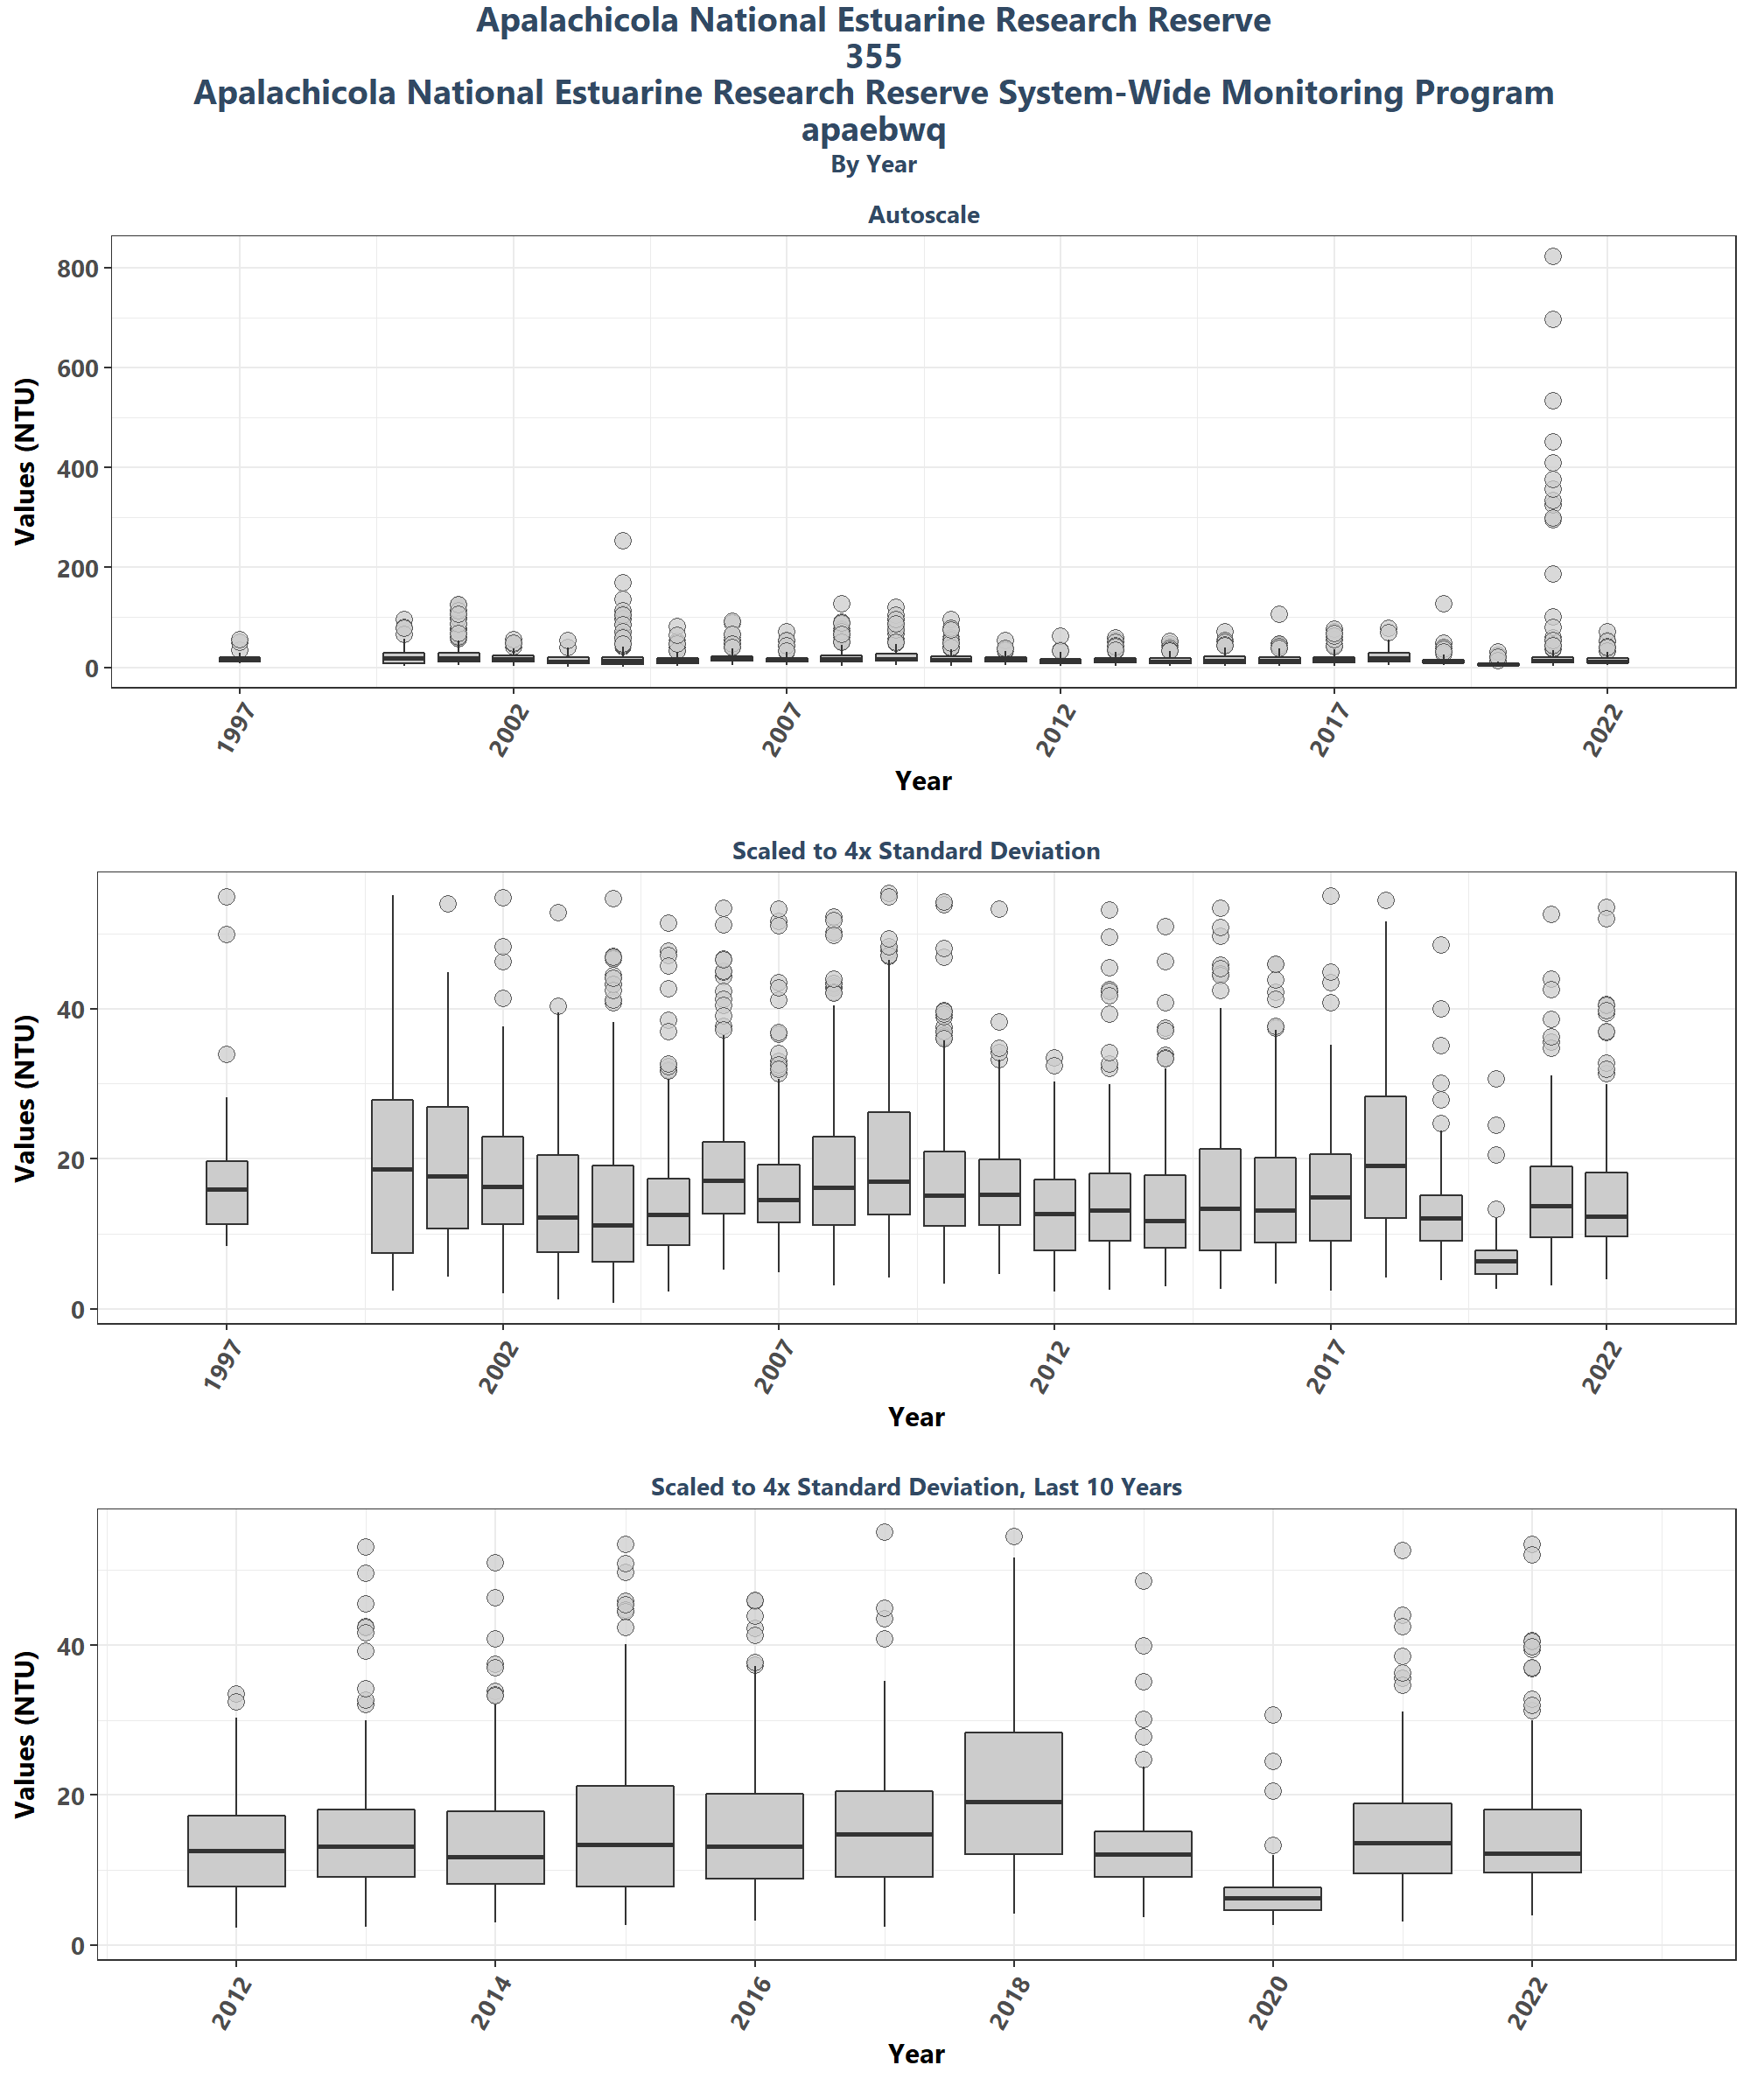 Apalachicola National Estuarine Research Reserve
355
Apalachicola National Estuarine Research Reserve System-Wide Monitoring Program
apaebwq
By Year
Autoscale
Values (NTU)
800
600
400
200
0
1997 2002 2007 2012 2017 2022
Year
Scaled to 4x Standard Deviation
Values (NTU)
40
20
0
1997 2002 2007 2012 2017 2022
Year
Scaled to 4x Standard Deviation, Last 10 Years
Values (NTU)
40
20
0
2012 2014 2016 2018 2020 2022
Year